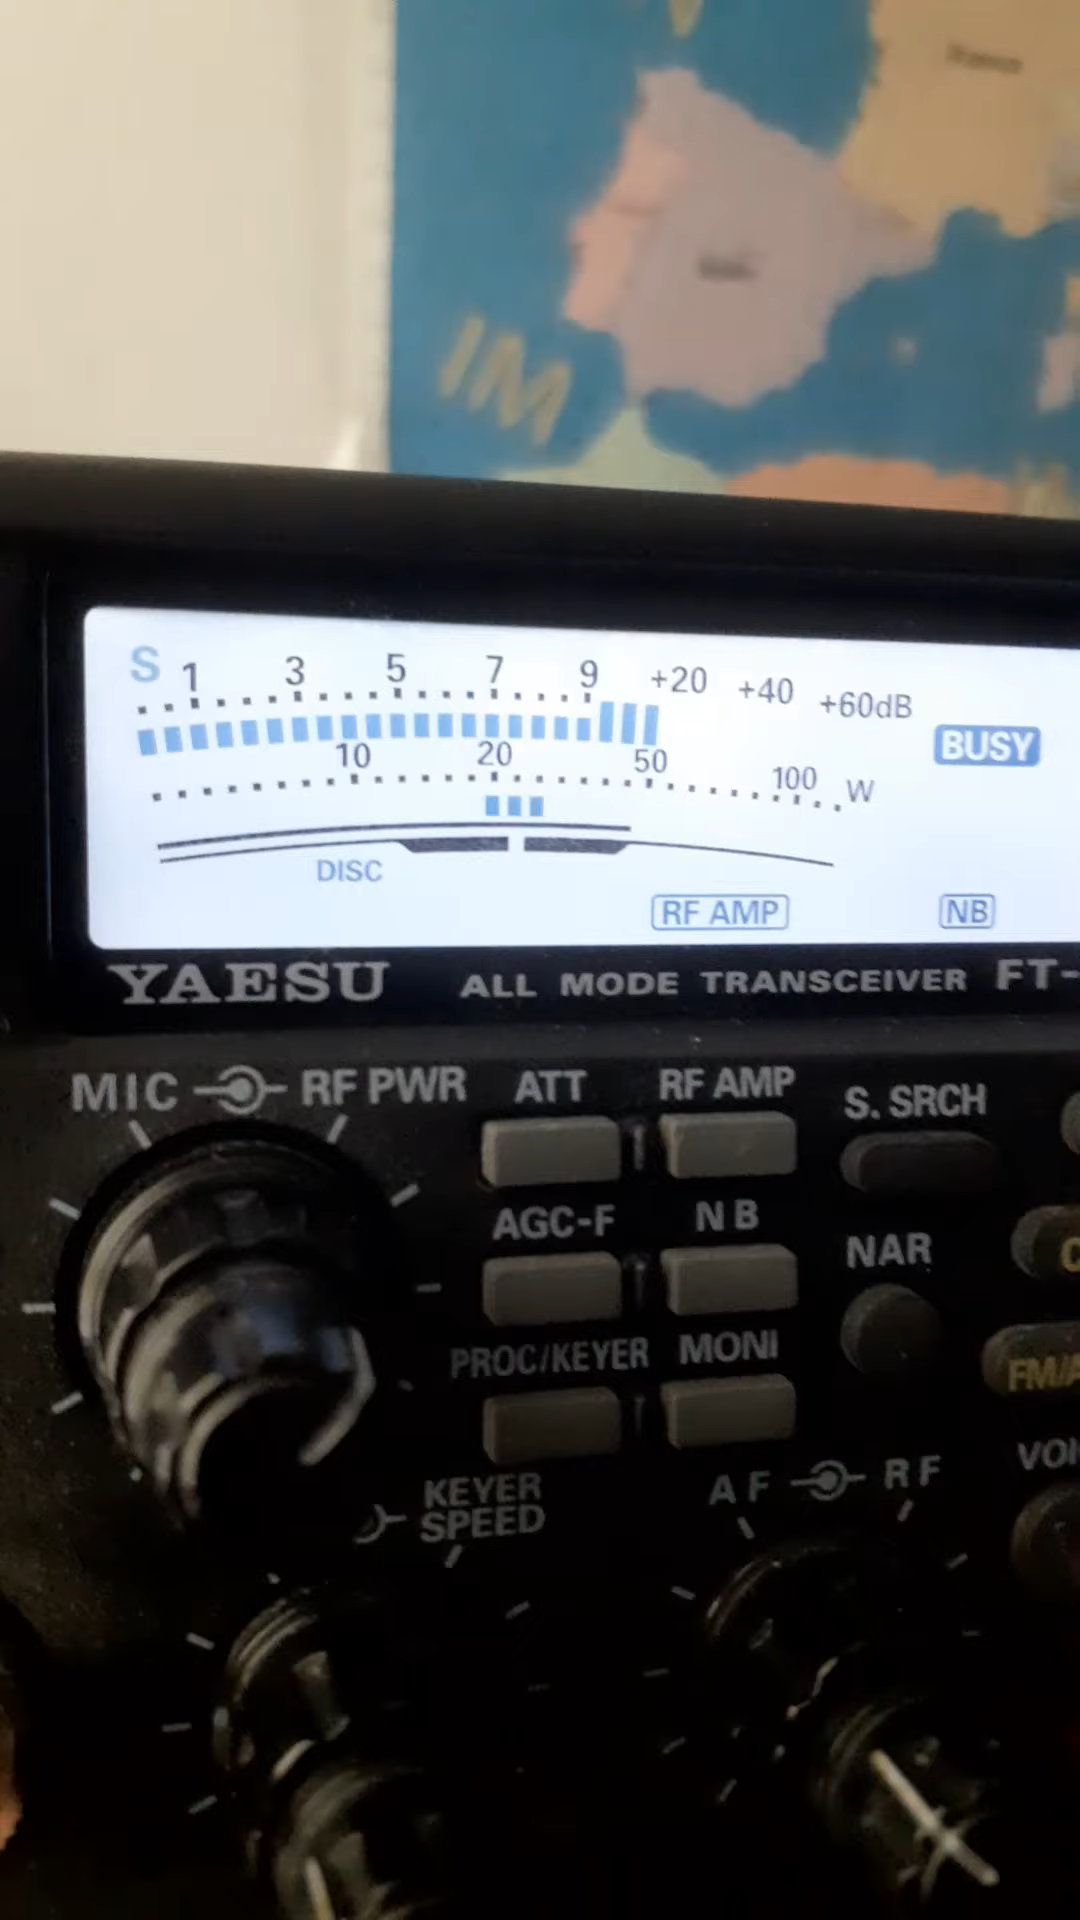 IM
S 1 3 5 7 9 +20 +40 +60dB
BUSY
10 20 50 100 W
DISC
RF AMP NB
YAESU ALL MODE TRANSCEIVER FT-
MIC RF PWR ATT RF AMP S. SRCH
AGC-F NB NAR
PROC/KEYER MONI FM/A
KEYER
SPEED
AF RF VOI